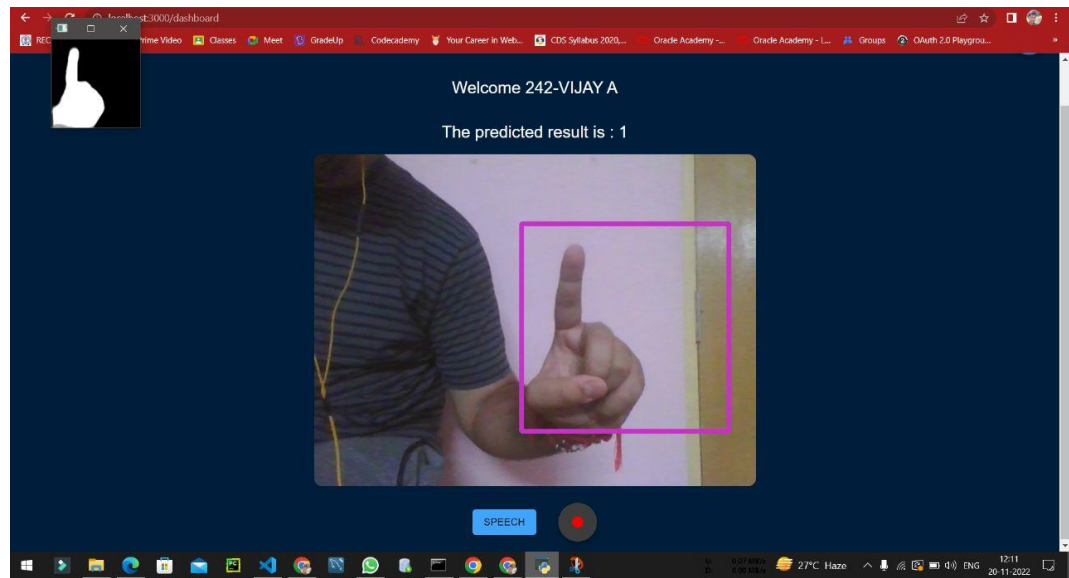 localhost:3000/dashboard
REC
Prime Video
Classes
Meet
GradeUp
Codecademy
Your Career in Web...
CDS Syllabus 2020,...
Oracle Academy -...
Oracle Academy - L...
Groups
OAuth 2.0 Playgrou...
»
Welcome 242-VIJAY A
The predicted result is : 1
SPEECH
27°C Haze
ENG
12:11
20-11-2022